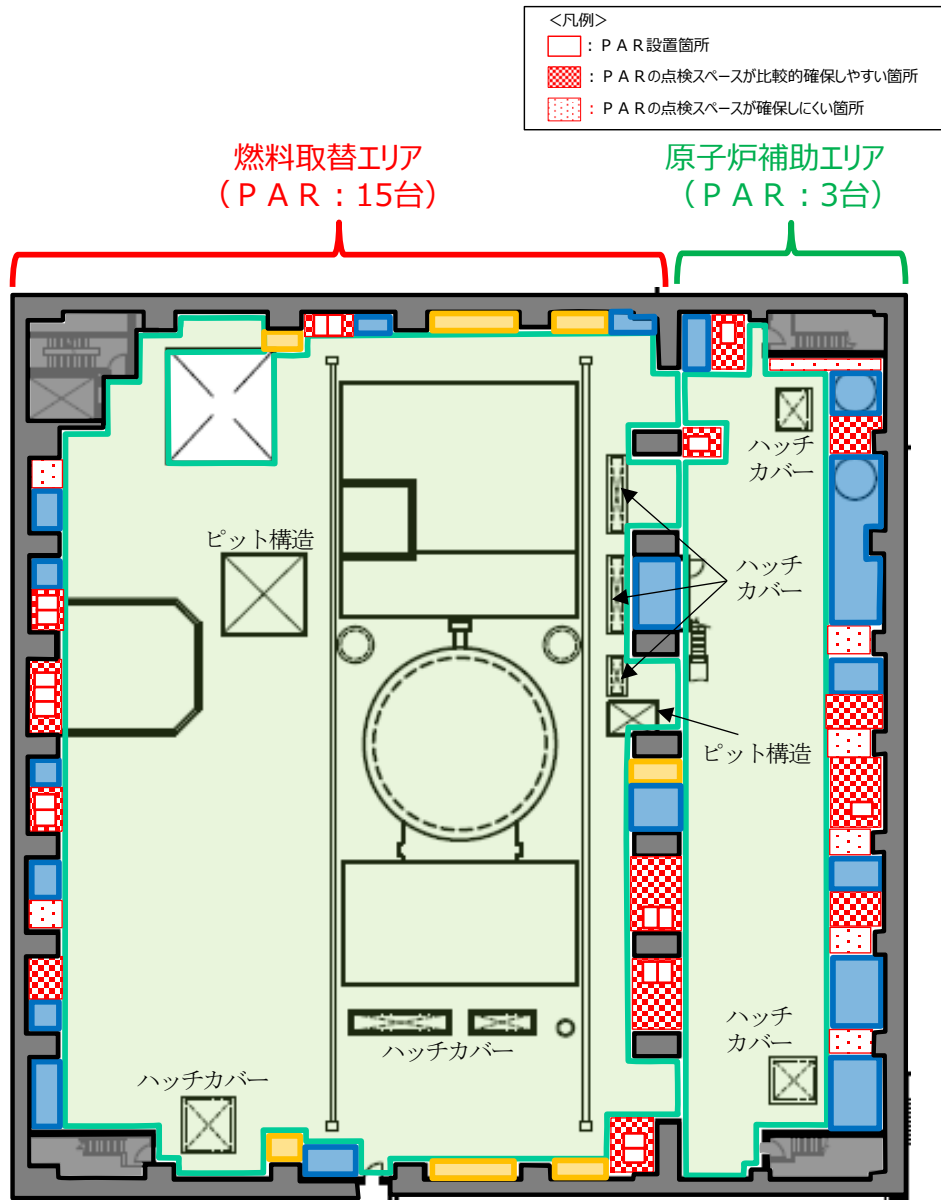 <凡例>
：ＰＡＲ設置箇所
：ＰＡＲの点検スペースが比較的確保しやすい箇所
：ＰＡＲの点検スペースが確保しにくい箇所
燃料取替エリア
（ＰＡＲ：15台）
原子炉補助エリア
（ＰＡＲ：3台）
ハッチ
カバー
ピット構造
ハッチ
カバー
ピット構造
ハッチ
カバー
ハッチカバー
ハッチカバー